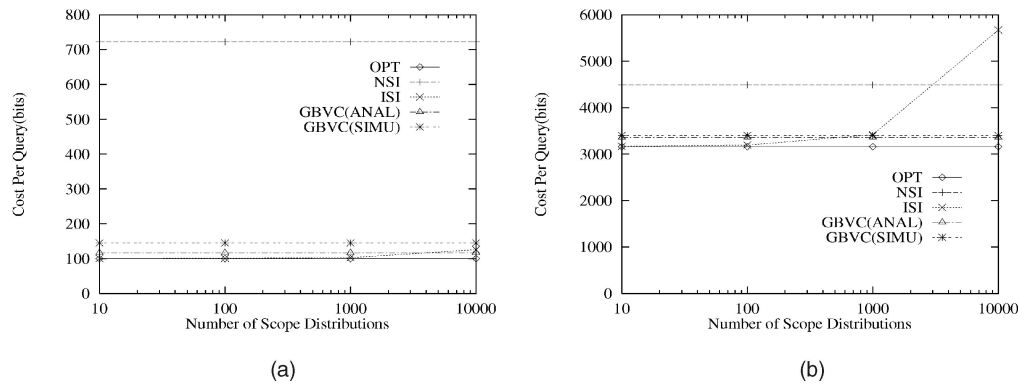 800
700
600
500
400
300
200
100
0
Cost Per Query(bits)
OPT
NSI
ISI
GBVC(ANAL)
GBVC(SIMU)
10
100
1000
10000
Number of Scope Distributions
(a)
6000
5000
4000
3000
2000
1000
0
Cost Per Query(bits)
OPT
NSI
ISI
GBVC(ANAL)
GBVC(SIMU)
10
100
1000
10000
Number of Scope Distributions
(b)